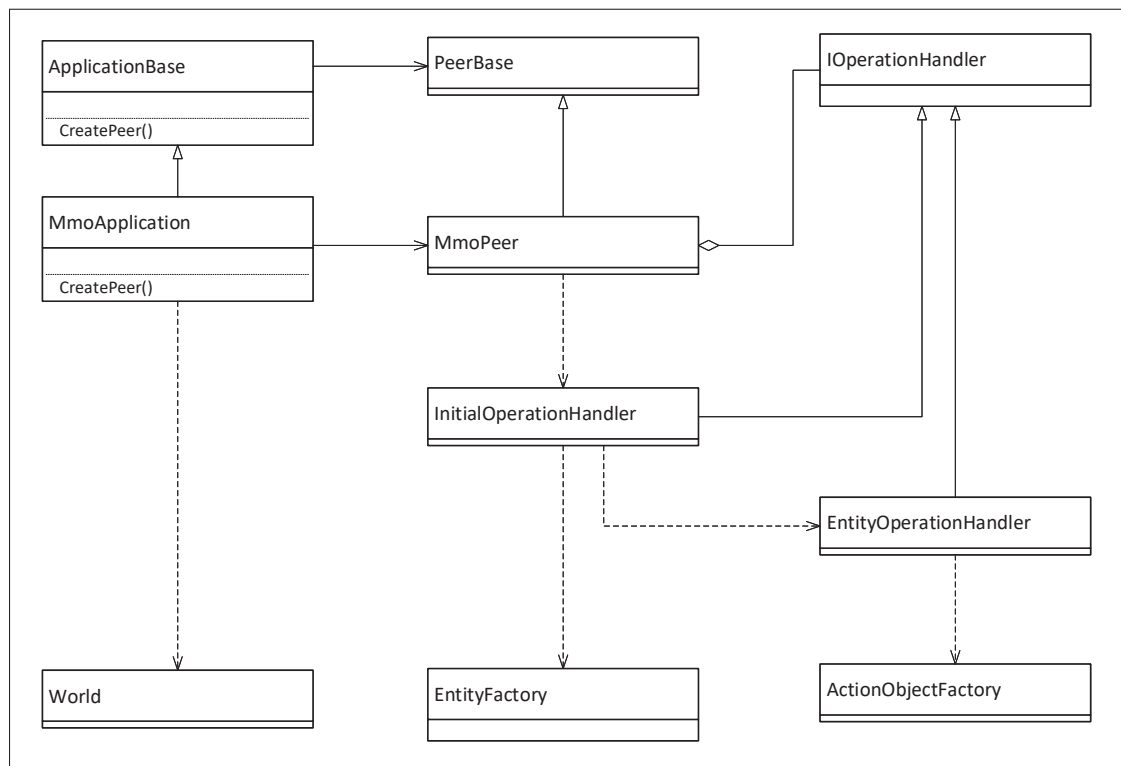 ApplicationBase
CreatePeer()
PeerBase
IOperationHandler
MmoApplication
CreatePeer()
MmoPeer
InitialOperationHandler
EntityOperationHandler
World
EntityFactory
ActionObjectFactory